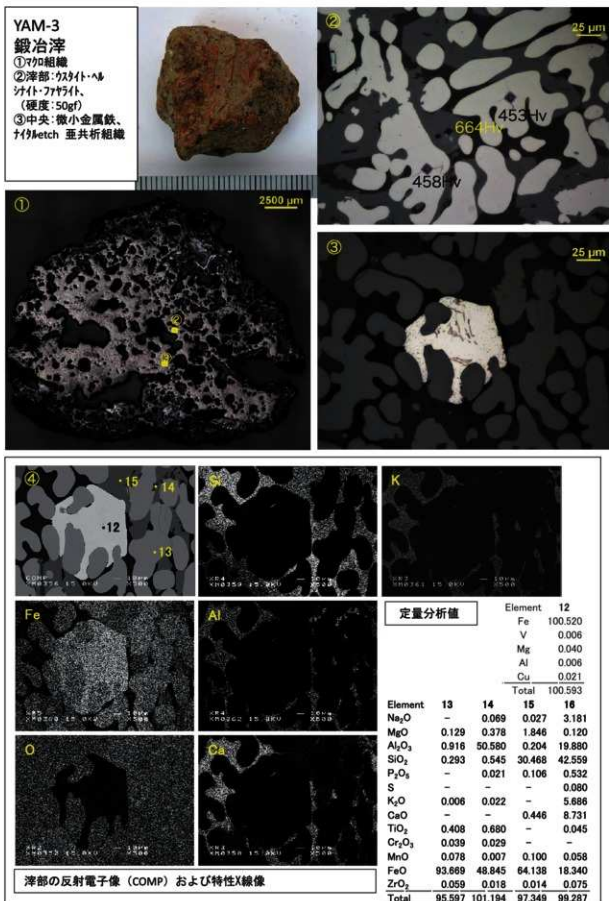 YAM-3
鍛冶滓
①マクロ組織
②滓部:ウスタイト・ヘル
シナイト・ファヤライト、
(硬度:50gf)
③中央:微小金属鉄、
ナイタルetch 亜共析組織
②
25 μm
453Hv
664Hv
458Hv
①
2500 μm
②
③
③
25 μm
④
15
14
12
13
COMP
Si
K
Fe
Al
O
Ca
定量分析値
Element 12
Fe 100.520
V 0.006
Mg 0.040
Al 0.006
Cu 0.021
Total 100.593
Element 13 14 15 16
Na₂O – 0.069 0.027 3.181
MgO 0.129 0.378 1.846 0.120
Al₂O₃ 0.916 50.580 0.204 19.880
SiO₂ 0.293 0.545 30.468 42.559
P₂O₅ – 0.021 0.106 0.532
S – – – 0.080
K₂O 0.006 0.022 – 5.686
CaO – – 0.446 8.731
TiO₂ 0.408 0.680 – 0.045
Cr₂O₃ 0.039 0.029 – –
MnO 0.078 0.007 0.100 0.058
FeO 93.669 48.845 64.138 18.340
ZrO₂ 0.059 0.018 0.014 0.075
Total 95.597 101.194 97.349 99.287
滓部の反射電子像(COMP)および特性X線像